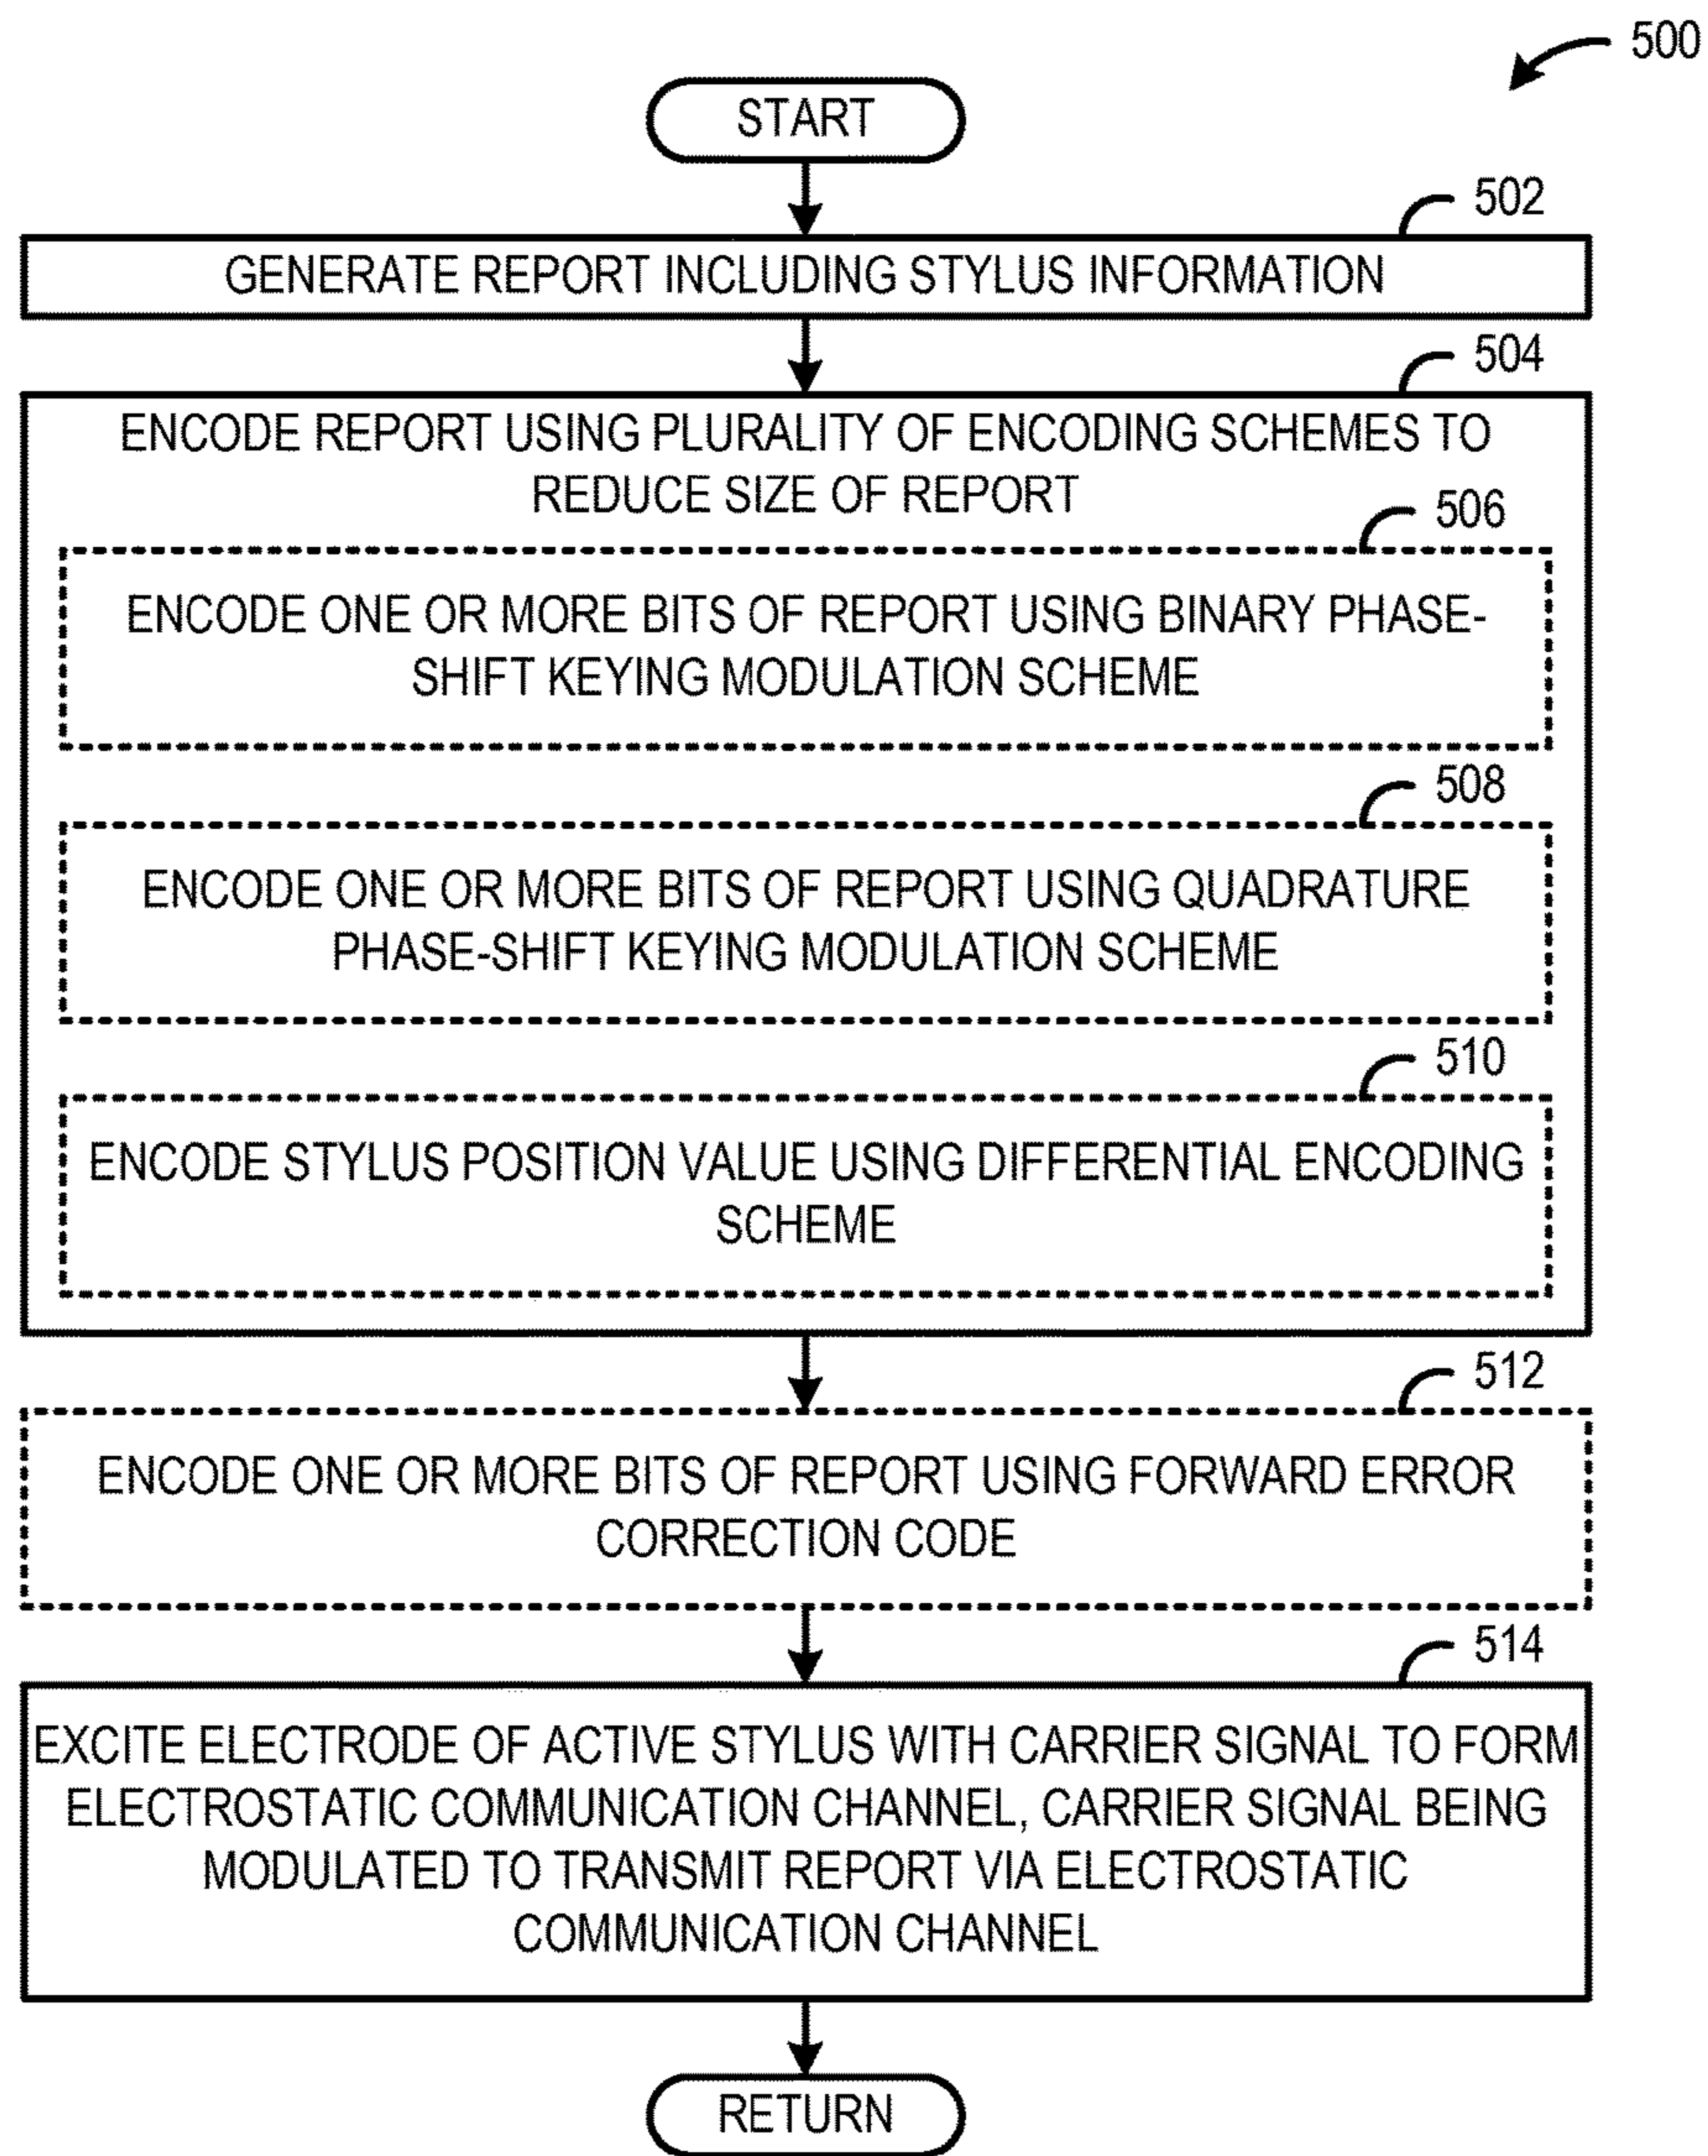 500
START
502
GENERATE REPORT INCLUDING STYLUS INFORMATION
504
ENCODE REPORT USING PLURALITY OF ENCODING SCHEMES TO
REDUCE SIZE OF REPORT
506
ENCODE ONE OR MORE BITS OF REPORT USING BINARY PHASE-
SHIFT KEYING MODULATION SCHEME
508
ENCODE ONE OR MORE BITS OF REPORT USING QUADRATURE
PHASE-SHIFT KEYING MODULATION SCHEME
510
ENCODE STYLUS POSITION VALUE USING DIFFERENTIAL ENCODING
SCHEME
512
ENCODE ONE OR MORE BITS OF REPORT USING FORWARD ERROR
CORRECTION CODE
514
EXCITE ELECTRODE OF ACTIVE STYLUS WITH CARRIER SIGNAL TO FORM
ELECTROSTATIC COMMUNICATION CHANNEL, CARRIER SIGNAL BEING
MODULATED TO TRANSMIT REPORT VIA ELECTROSTATIC
COMMUNICATION CHANNEL
RETURN